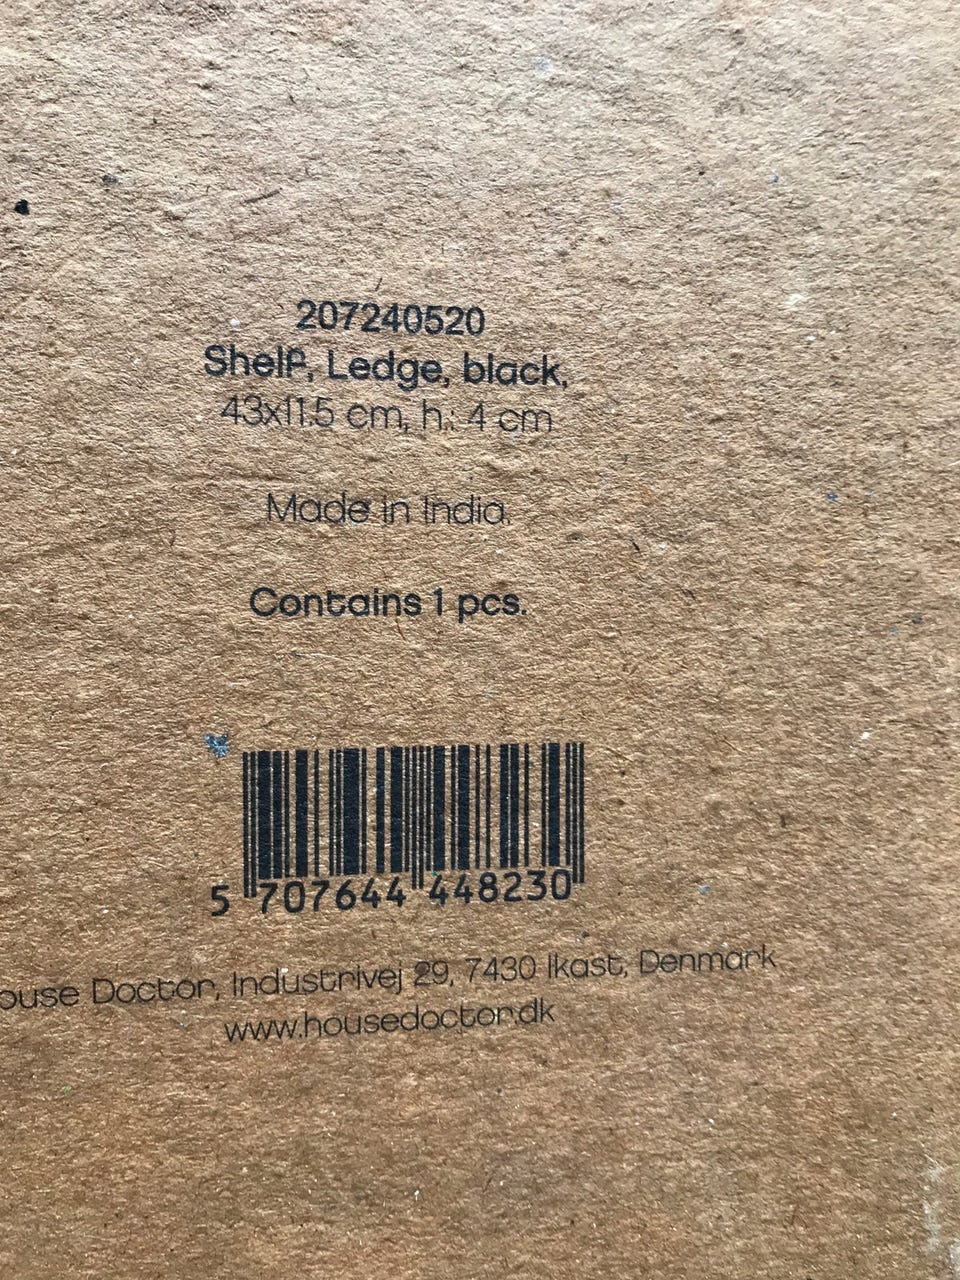 207240520
Shelf, Ledge, black,
43x11.5 cm, h.: 4 cm
Made in India.
Contains 1 pcs.
5 707644 448230
ouse Doctor, Industrivej 29, 7430 Ikast, Denmark
www.housedoctor.dk